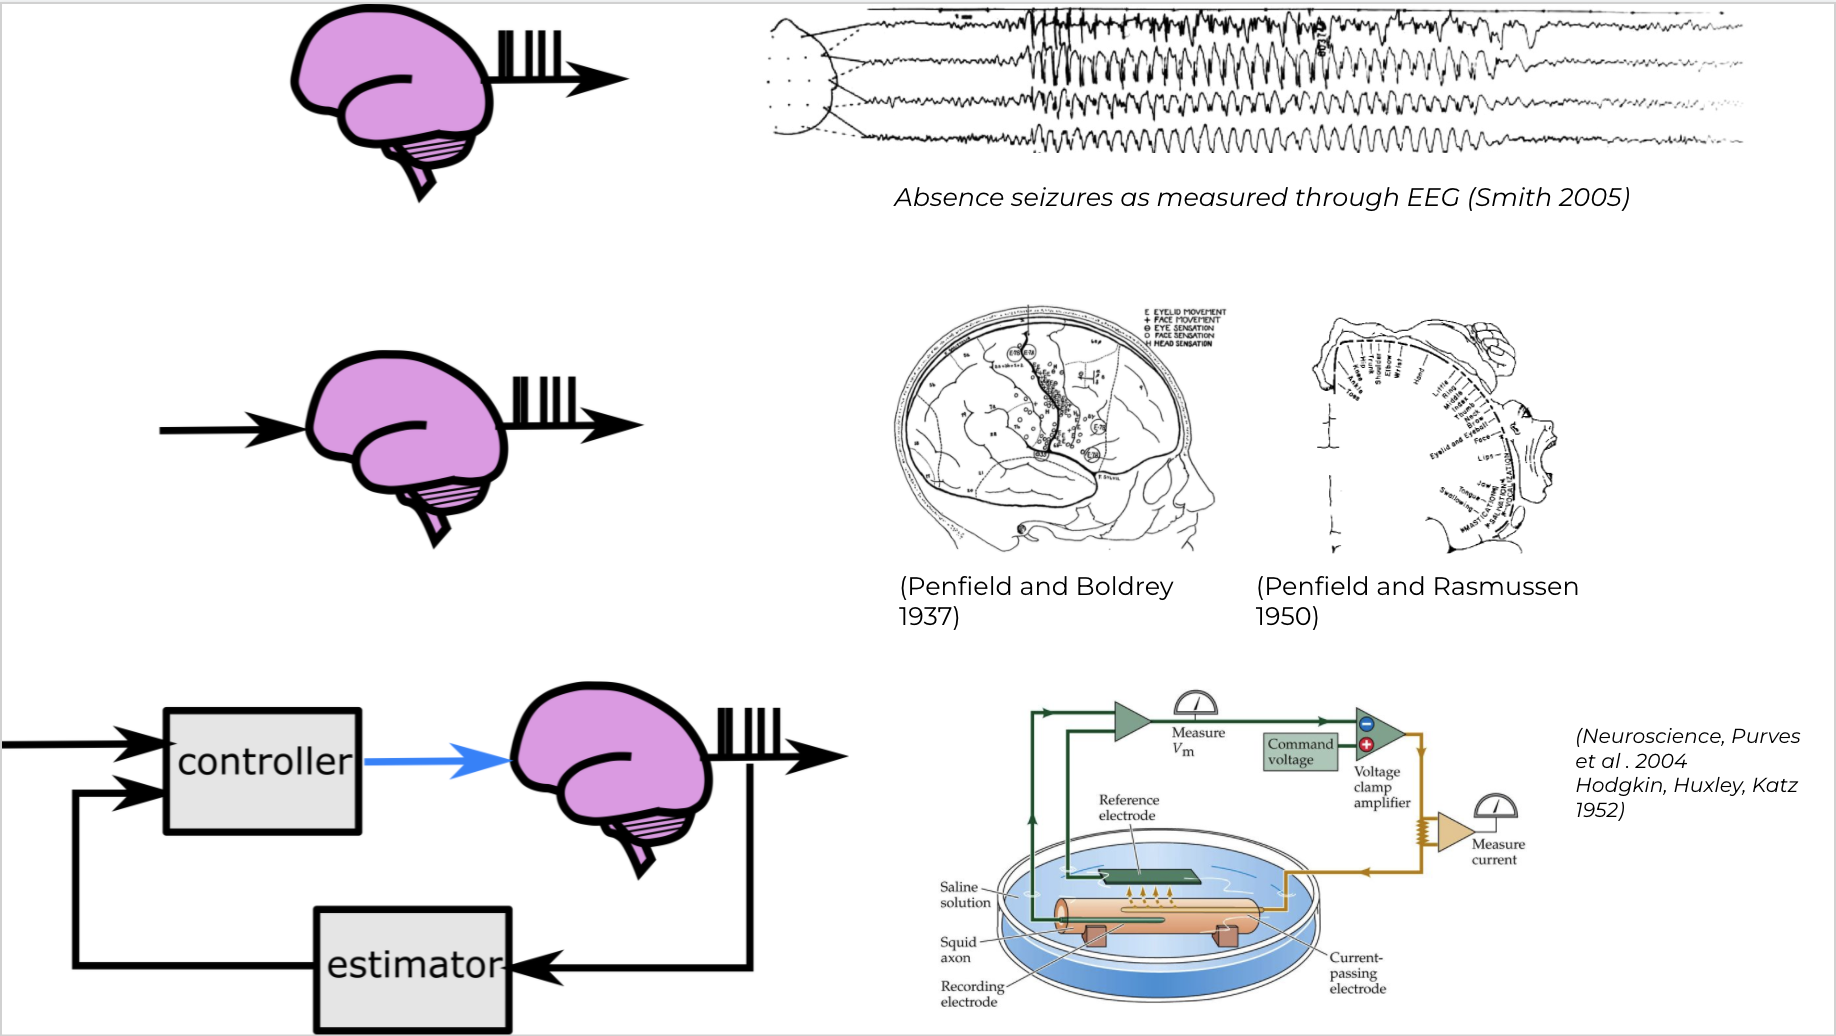 Absence seizures as measured through EEG (Smith 2005)
E EYELID MOVEMENT
+ FACE MOVEMENT
⊖ EYE SENSATION
O FACE SENSATION
H HEAD SENSATION
Toes
Ankle
Knee
Hip
Trunk
Shoulder
Elbow
Wrist
Hand
Little
Ring
Middle
Index
Thumb
Neck
Brow
Eyelid and Eyeball
Face
Lips
Jaw
Tongue
Swallowing
MASTICATION
SALIVATION
VOCALIZATION
(Penfield and Boldrey
1937)
(Penfield and Rasmussen
1950)
controller
estimator
Measure
Vm
Command
voltage
Voltage
clamp
amplifier
Reference
electrode
Measure
current
Saline
solution
Squid
axon
Recording
electrode
Current-
passing
electrode
(Neuroscience, Purves
et al . 2004
Hodgkin, Huxley, Katz
1952)